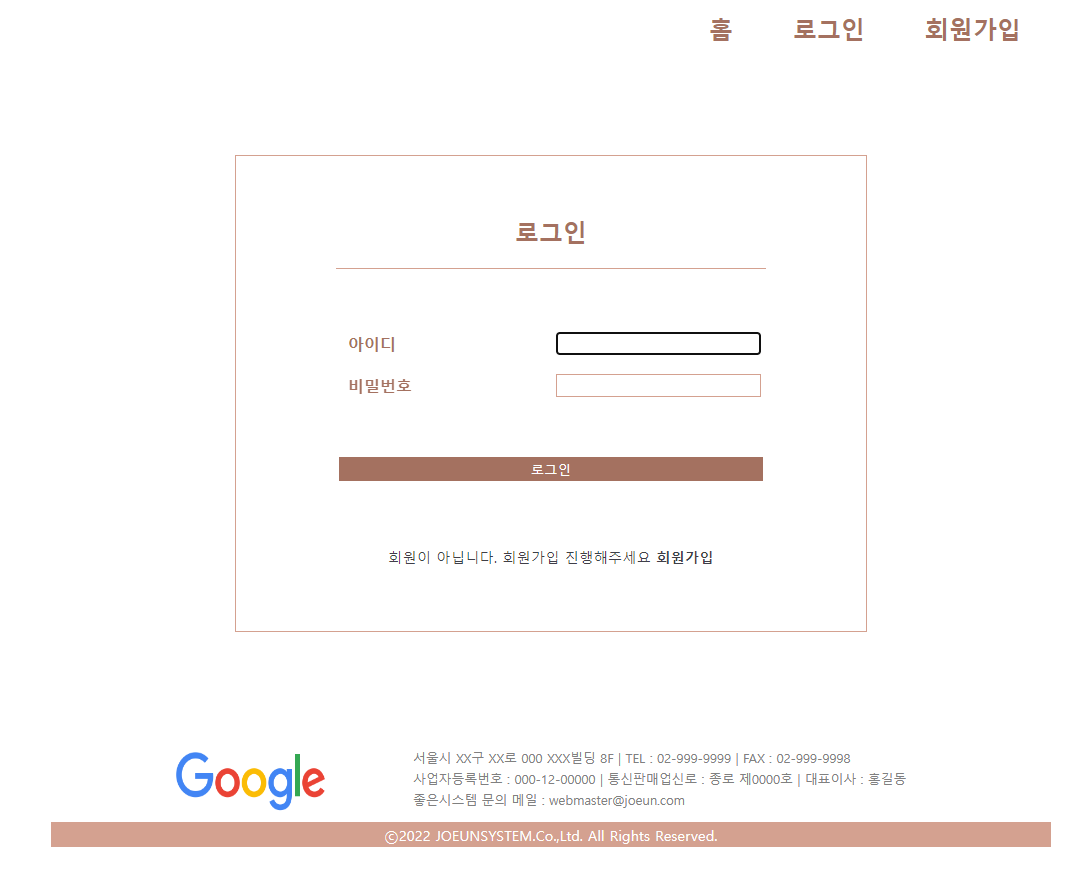 홈 로그인 회원가입
로그인
아이디
비밀번호
로그인
회원이 아닙니다. 회원가입 진행해주세요 회원가입
Google
서울시 XX구 XX로 000 XXX빌딩 8F | TEL : 02-999-9999 | FAX : 02-999-9998
사업자등록번호 : 000-12-00000 | 통신판매업신로 : 종로 제0000호 | 대표이사 : 홍길동
좋은시스템 문의 메일 : webmaster@joeun.com
©2022 JOEUNSYSTEM.Co.,Ltd. All Rights Reserved.